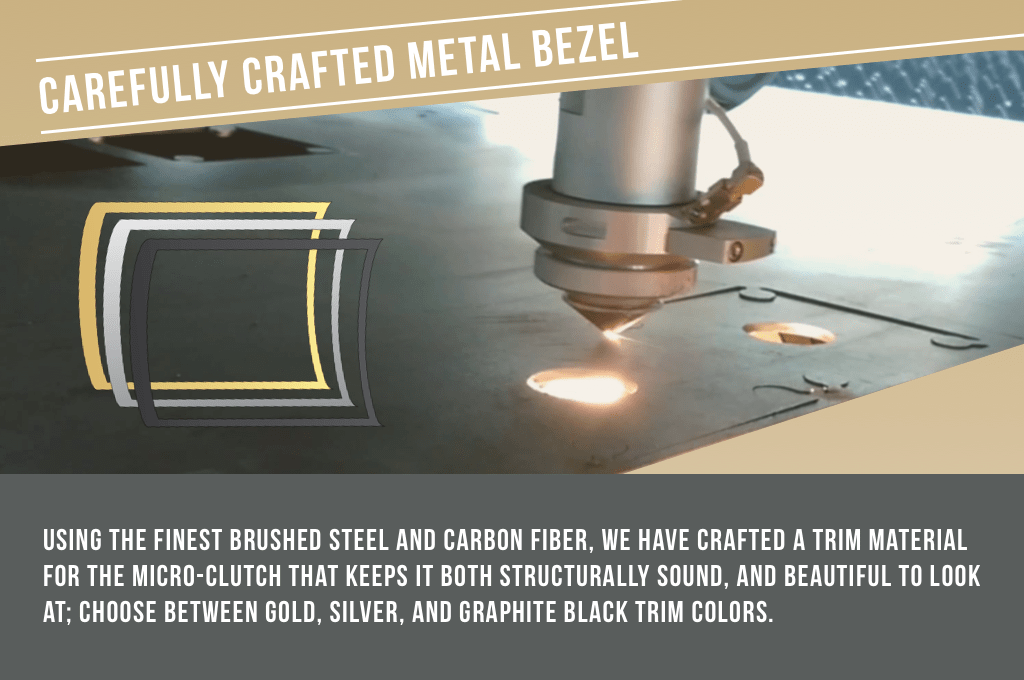 CAREFULLY CRAFTED METAL BEZEL
USING THE FINEST BRUSHED STEEL AND CARBON FIBER, WE HAVE CRAFTED A TRIM MATERIAL
FOR THE MICRO-CLUTCH THAT KEEPS IT BOTH STRUCTURALLY SOUND, AND BEAUTIFUL TO LOOK
AT; CHOOSE BETWEEN GOLD, SILVER, AND GRAPHITE BLACK TRIM COLORS.